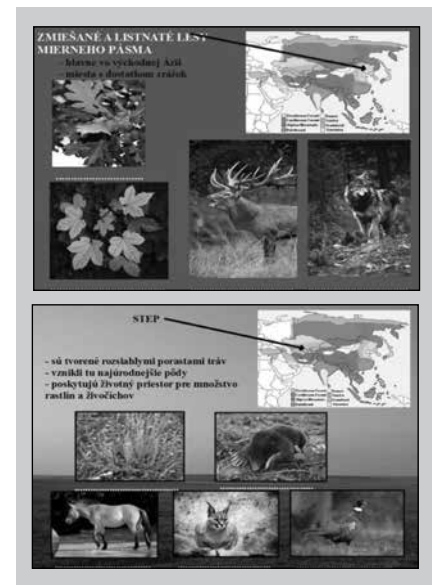 ZMIEŠANÉ A LISTNATÉ LESY
MIERNEHO PÁSMA
- hlavne vo východnej Ázii
- miesta s dostatkom zrážok
STEP
- sú tvorené rozsiahlymi porastami tráv
- vznikli tu najúrodnejšie pôdy
- poskytujú životný priestor pre množstvo
rastlín a živočíchov